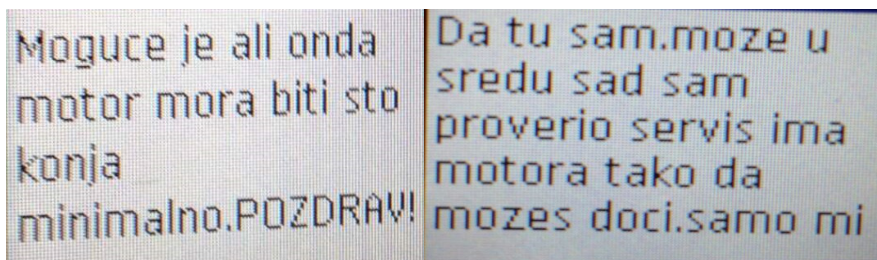 Moguce je ali onda
motor mora biti sto
konja
minimalno.POZDRAV!
Da tu sam.moze u
sredu sad sam
proverio servis ima
motora tako da
mozes doci.samo mi